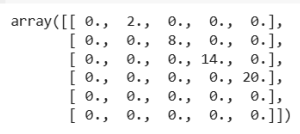 array([[ 0., 2., 0., 0., 0.],
[ 0., 0., 8., 0., 0.],
[ 0., 0., 0., 14., 0.],
[ 0., 0., 0., 0., 20.],
[ 0., 0., 0., 0., 0.],
[ 0., 0., 0., 0., 0.]])